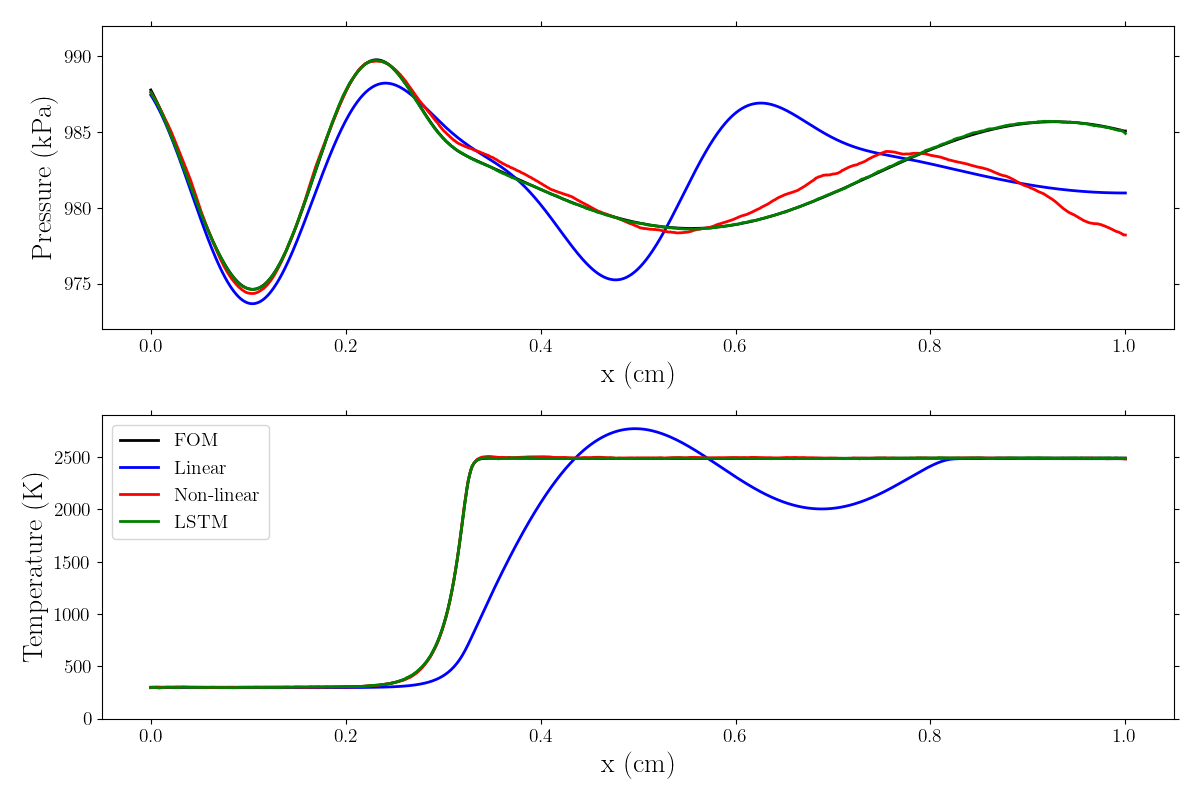 Pressure (kPa)
990
985
980
975
0.0 0.2 0.4 0.6 0.8 1.0
x (cm)
Temperature (K)
2500
2000
1500
1000
500
0
FOM
Linear
Non-linear
LSTM
0.0 0.2 0.4 0.6 0.8 1.0
x (cm)